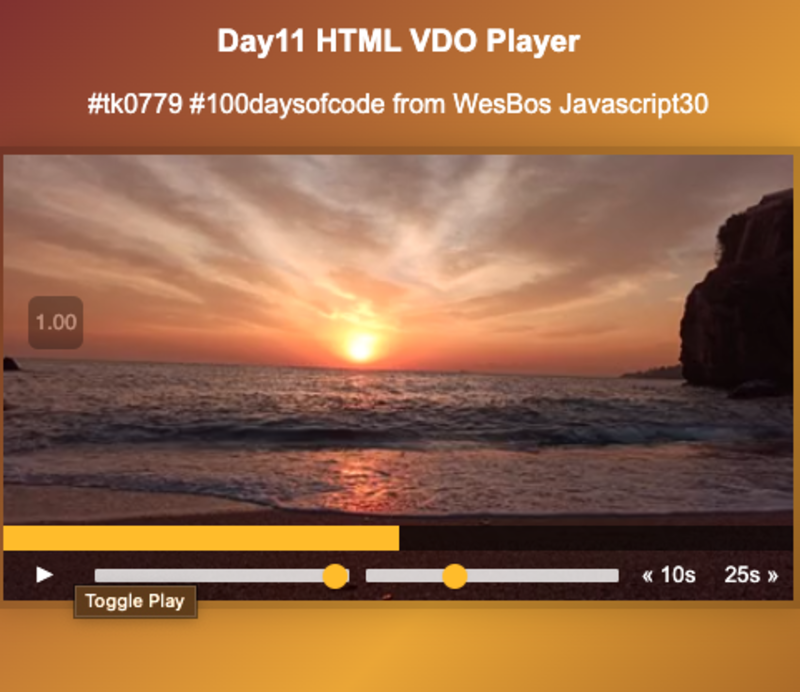 Day11 HTML VDO Player
#tk0779 #100daysofcode from WesBos Javascript30
1.00
« 10s 25s »
Toggle Play